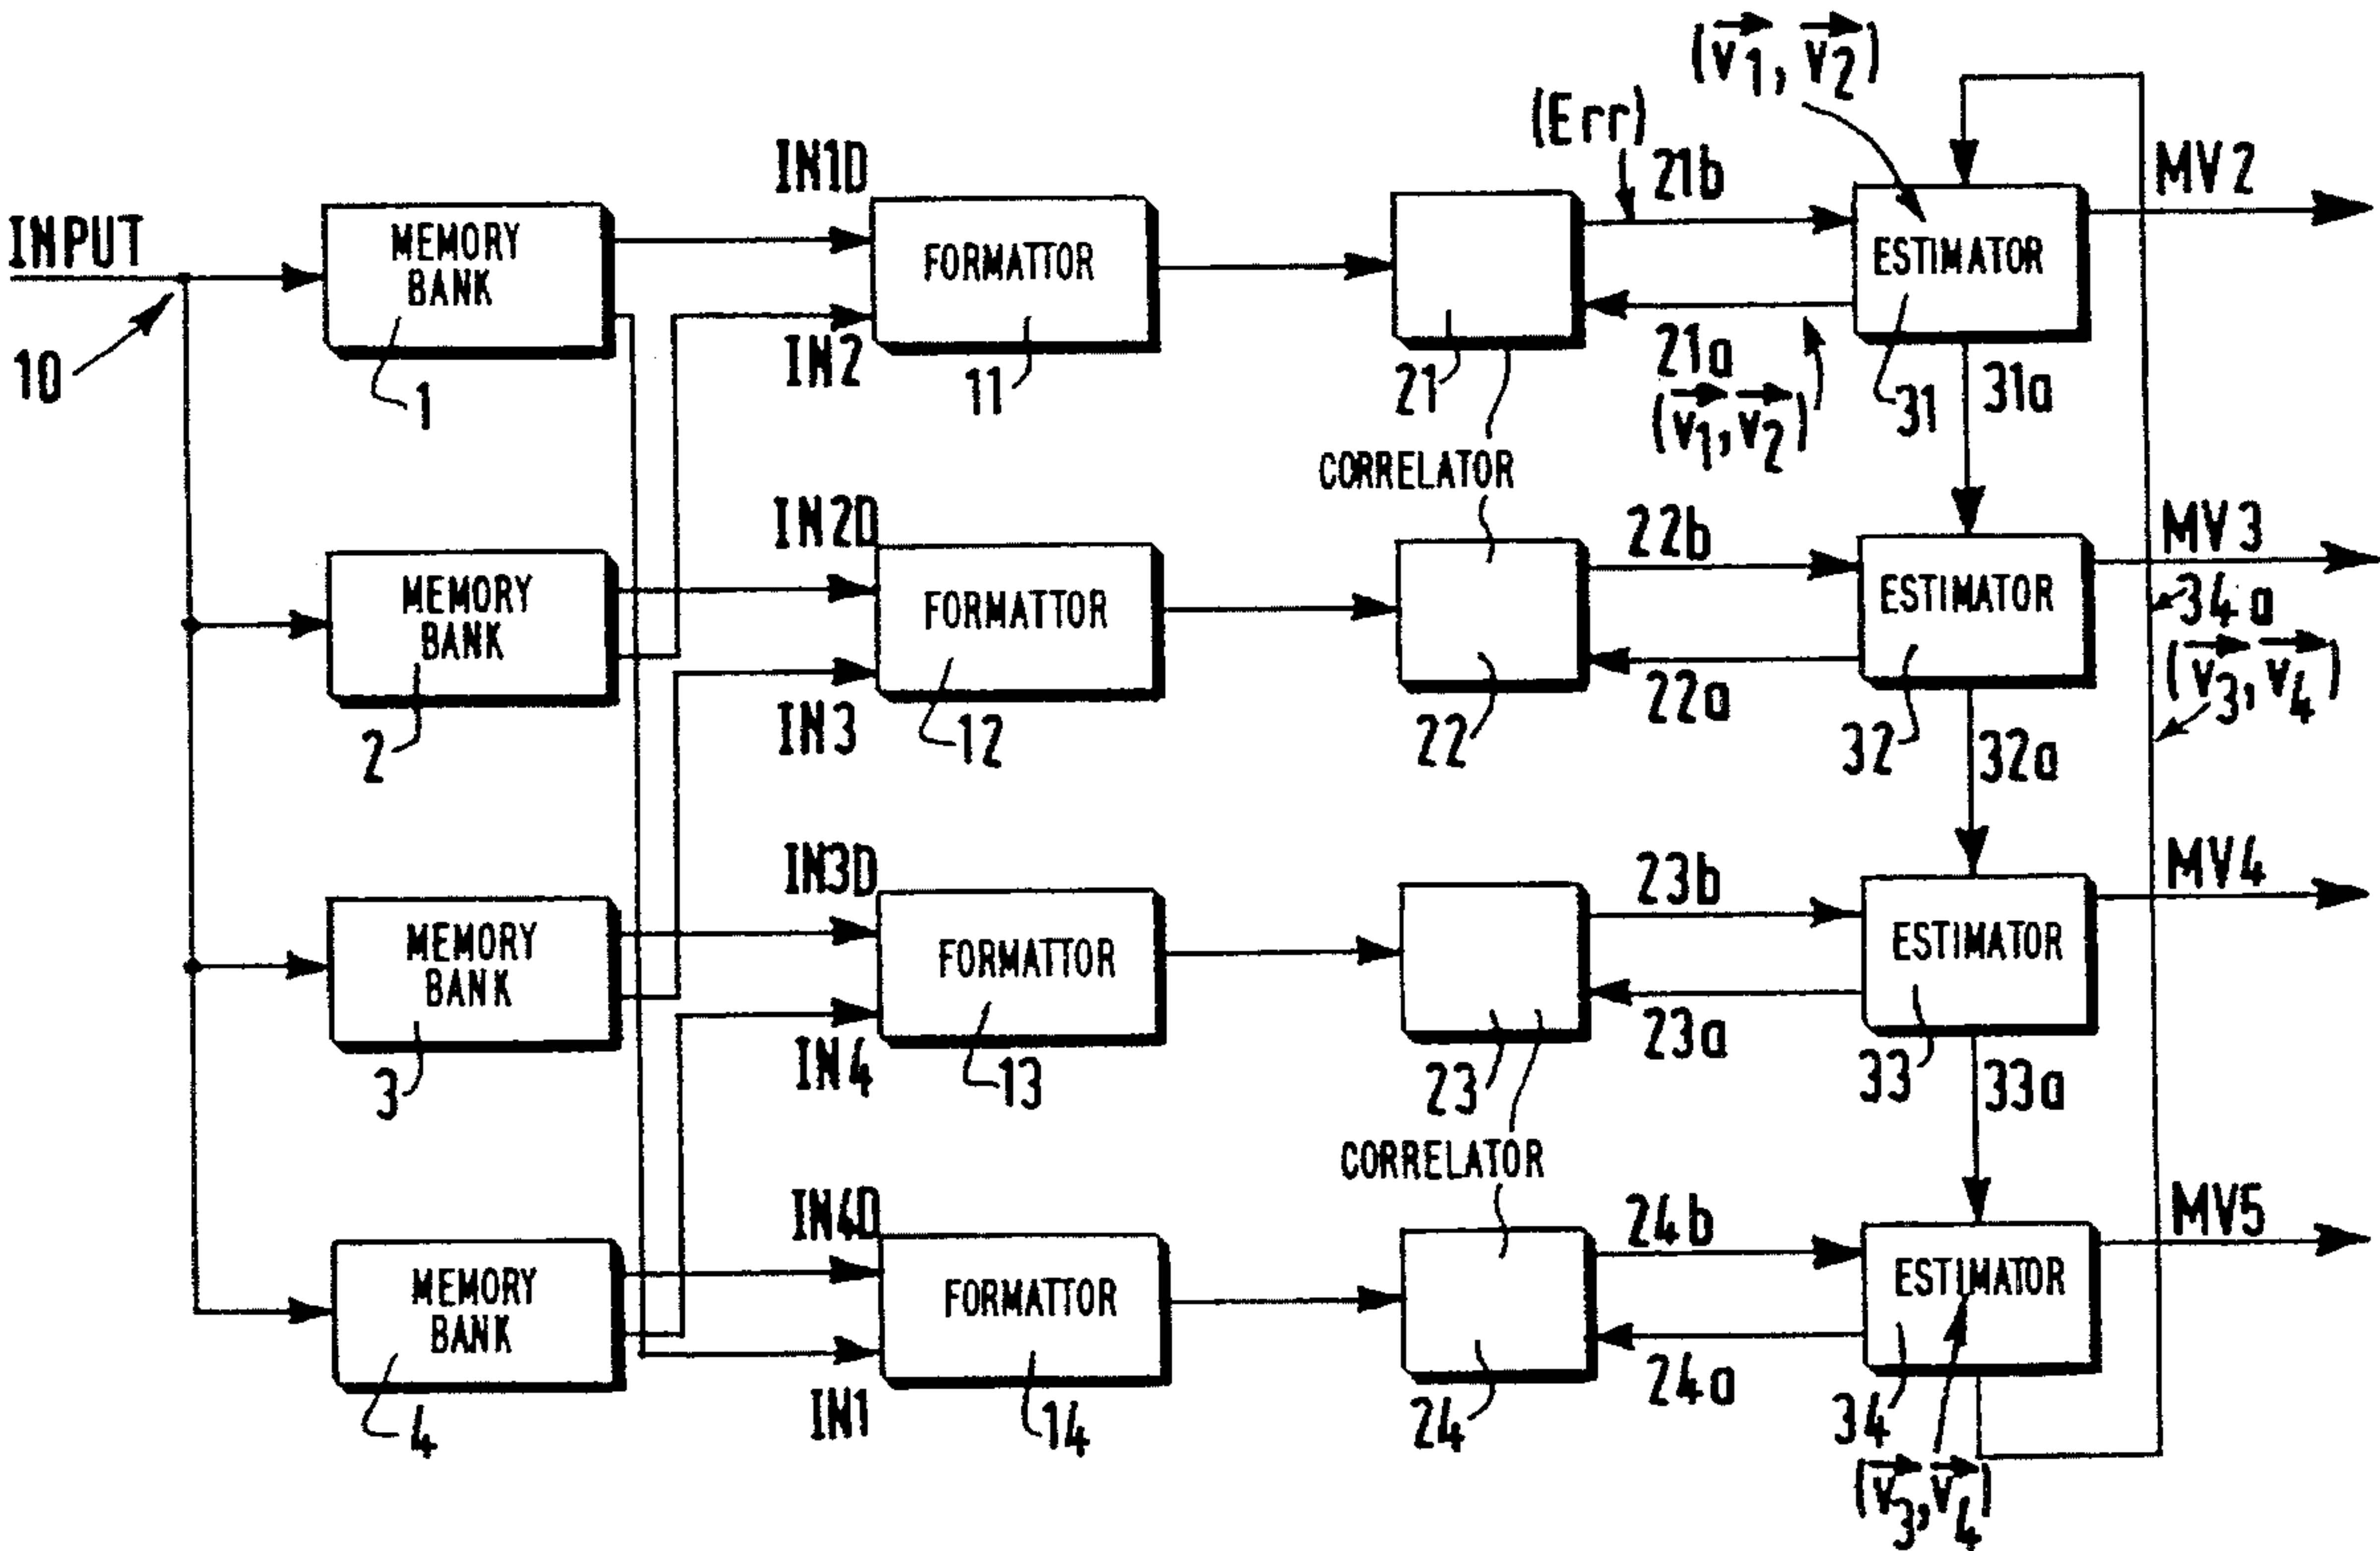 INPUT
10
MEMORY
BANK
1
IN1D
IN2
FORMATTOR
11
21
(Err)
21b
21a
(v1, v2)
(v1, v2)
ESTIMATOR
31
31a
MV2
CORRELATOR
MEMORY
BANK
2
IN2D
IN3
FORMATTOR
12
22
22b
22a
ESTIMATOR
32
32a
MV3
34a
(v3, v4)
MEMORY
BANK
3
IN3D
IN4
FORMATTOR
13
23
23b
23a
ESTIMATOR
33
33a
MV4
CORRELATOR
MEMORY
BANK
4
IN4D
IN1
FORMATTOR
14
24
24b
24a
ESTIMATOR
34
(v3, v4)
MV5